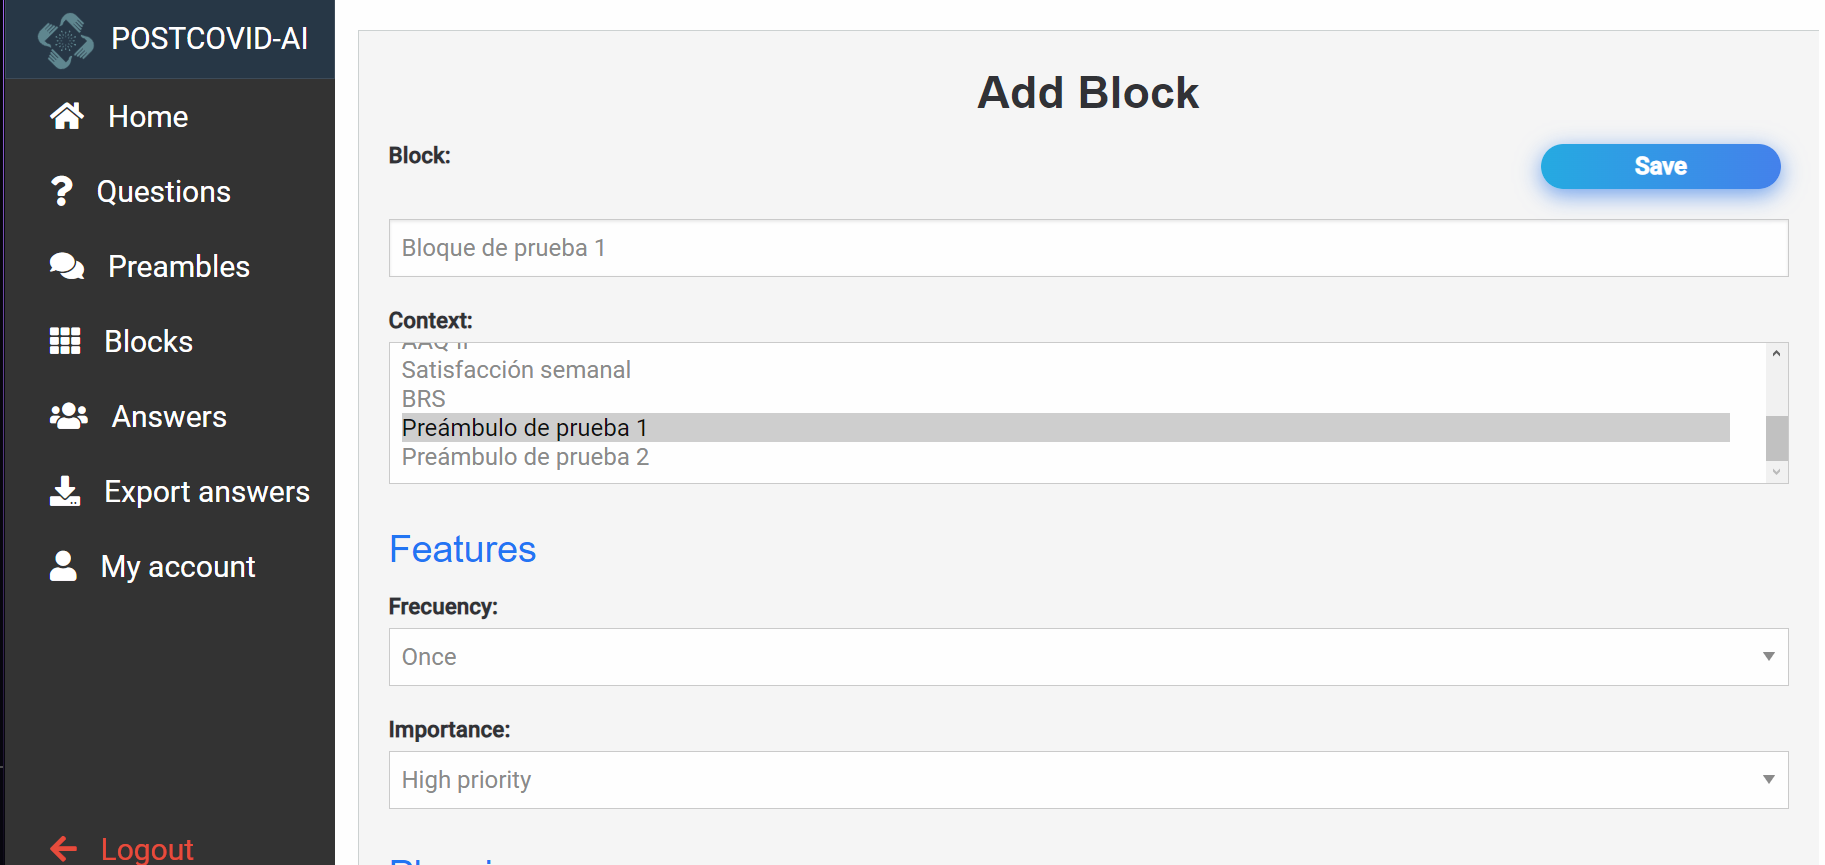 POSTCOVID-AI
Home
Questions
Preambles
Blocks
Answers
Export answers
My account
Logout
Add Block
Block:
Save
Bloque de prueba 1
Context:
AAQ II
Satisfacción semanal
BRS
Preámbulo de prueba 1
Preámbulo de prueba 2
Features
Frecuency:
Once
Importance:
High priority